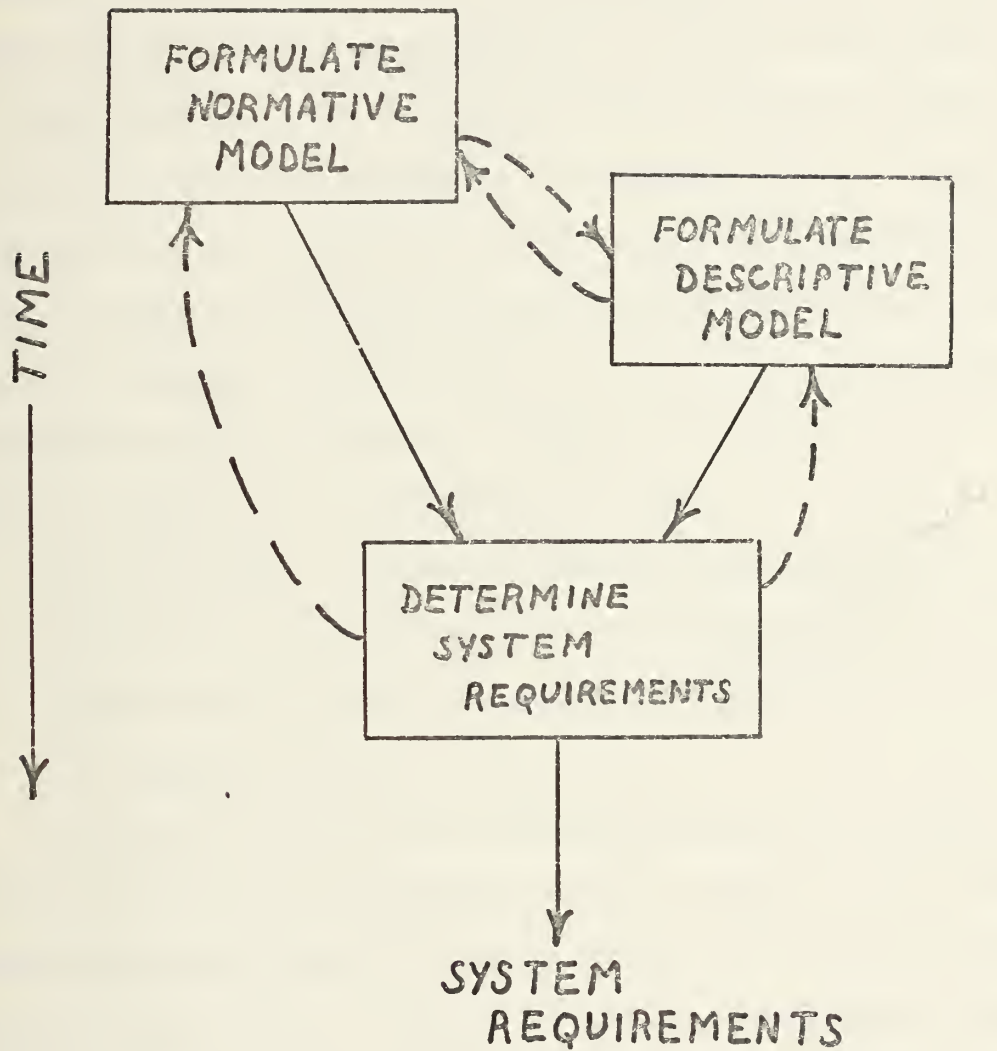 FORMULATE
NORMATIVE
MODEL
FORMULATE
DESCRIPTIVE
MODEL
TIME
DETERMINE
SYSTEM
REQUIREMENTS
SYSTEM
REQUIREMENTS